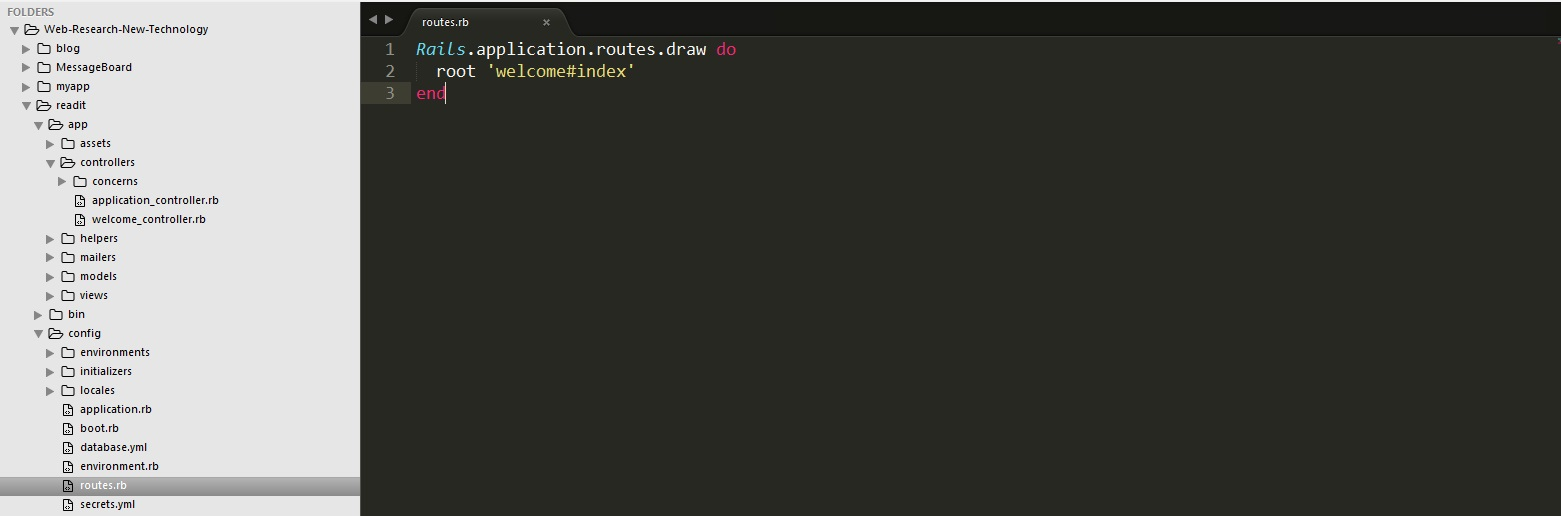 FOLDERS
Web-Research-New-Technology
blog
MessageBoard
myapp
readit
app
assets
controllers
concerns
application_controller.rb
welcome_controller.rb
helpers
mailers
models
views
bin
config
environments
initializers
locales
application.rb
boot.rb
database.yml
environment.rb
routes.rb
secrets.yml
routes.rb ×
1 Rails.application.routes.draw do
2 root 'welcome#index'
3 end